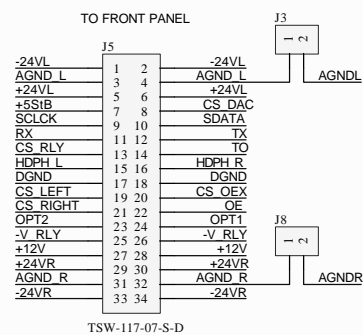 TO FRONT PANEL
J3
J5
1 2
-24VL 1 2 -24VL
AGND_L 3 4 AGND_L AGNDL
+24VL 5 6 +24VL
+5StB 7 8 CS_DAC
SCLCK 9 10 SDATA
RX 11 12 TX
CS_RLY 13 14 TO
HDPH_L 15 16 HDPH_R
DGND 17 18 DGND
CS_LEFT 19 20 CS_OEX
CS_RIGHT 21 22 OE
OPT2 23 24 OPT1
J8
-V_RLY 25 26 -V_RLY
1 2
+12V 27 28 +12V
+24VR 29 30 +24VR
AGND_R 31 32 AGND_R AGNDR
-24VR 33 34 -24VR
TSW-117-07-S-D